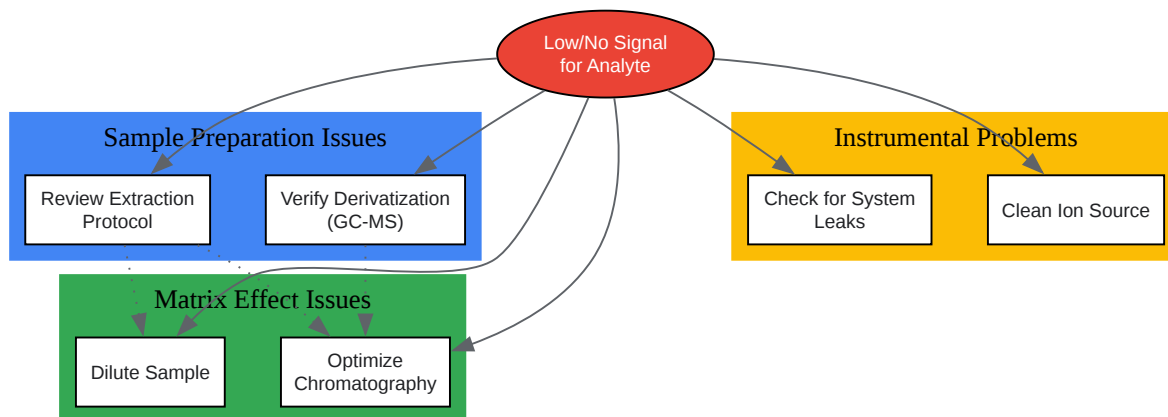 Low/No Signal
for Analyte
Sample Preparation Issues
Instrumental Problems
Review Extraction
Protocol
Verify Derivatization
(GC-MS)
Check for System
Leaks
Clean Ion Source
Matrix Effect Issues
Dilute Sample
Optimize
Chromatography